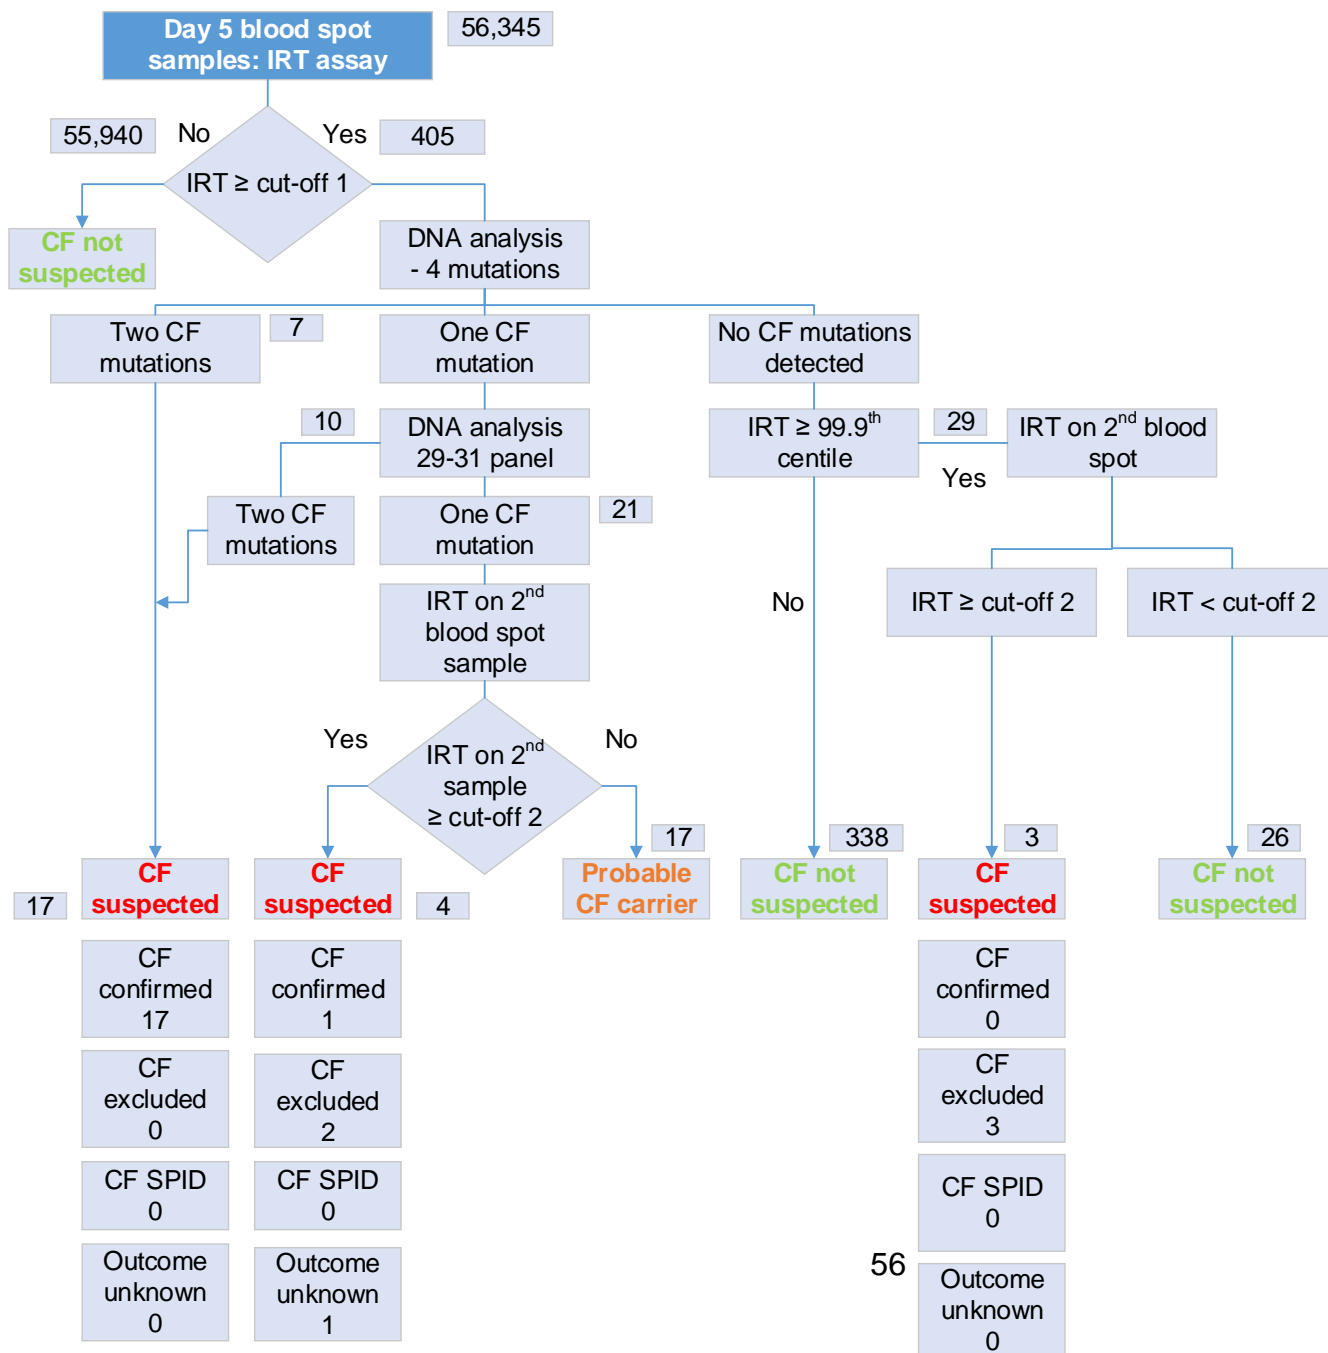 Day 5 blood spot
samples: IRT assay
56,345
55,940
No
Yes
405
IRT ≥ cut-off 1
CF not
suspected
DNA analysis
- 4 mutations
Two CF
mutations
7
One CF
mutation
No CF mutations
detected
10
DNA analysis
29-31 panel
IRT ≥ 99.9th
centile
29
Yes
IRT on 2nd blood
spot
Two CF
mutations
One CF
mutation
21
IRT on 2nd
blood spot
sample
No
IRT ≥ cut-off 2
IRT < cut-off 2
Yes
No
IRT on 2nd
sample
≥ cut-off 2
17
CF
suspected
CF
suspected
4
17
Probable
CF carrier
338
CF not
suspected
3
CF
suspected
26
CF not
suspected
CF
confirmed
17
CF
confirmed
1
CF
confirmed
0
CF
excluded
0
CF
excluded
2
CF
excluded
3
CF SPID
0
CF SPID
0
CF SPID
0
Outcome
unknown
0
Outcome
unknown
1
56
Outcome
unknown
0